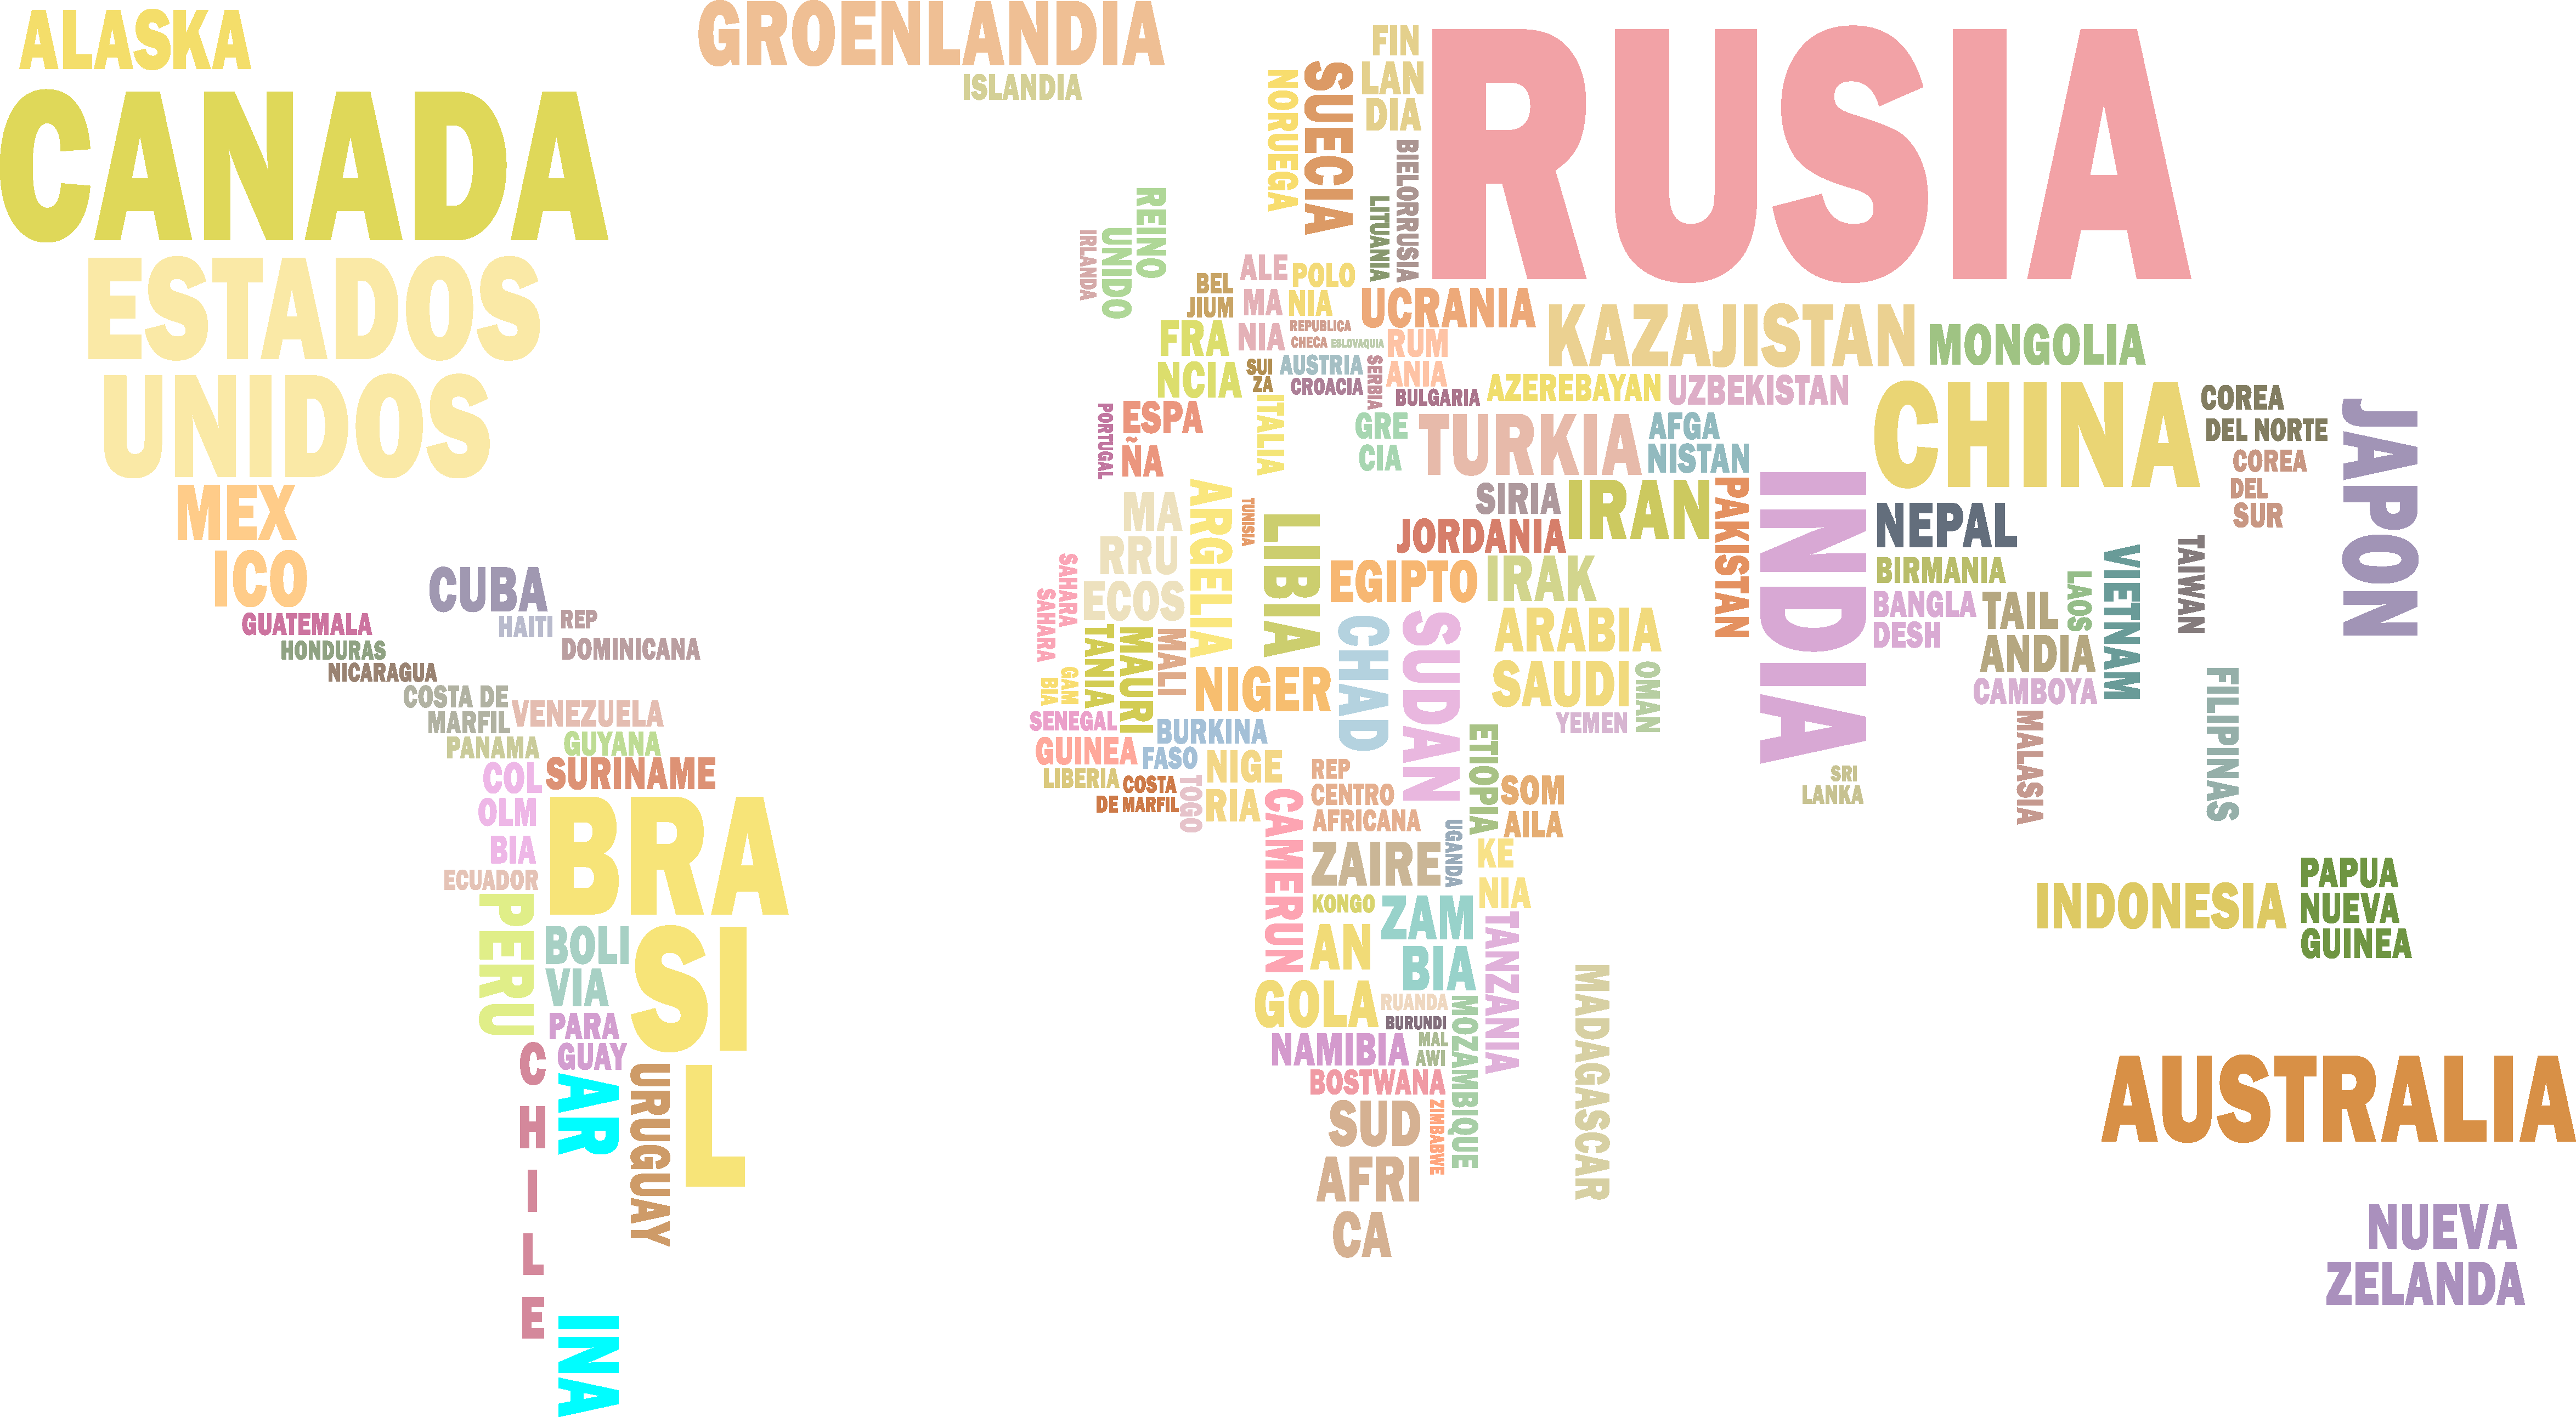 ALASKA
CANADA
ESTADOS
UNIDOS
MEX
ICO
CUBA
HAITI
REP
DOMINICANA
GUATEMALA
HONDURAS
NICARAGUA
COSTA DE
MARFIL
PANAMA
VENEZUELA
GUYANA
SURINAME
COL
OLM
BIA
ECUADOR
PERU
BRA
SI
L
BOLI
VIA
PARA
GUAY
CHILE
AR
INA
URUGUAY
GROENLANDIA
ISLANDIA
NORUEGA
SUECIA
FIN
LAN
DIA
RUSIA
BIELORRUSIA
LITUANIA
REINO
UNIDO
IRLANDA
BEL
JIUM
ALE
MA
NIA
POLO
NIA
UCRANIA
FRA
NCIA
REPUBLICA
CHECA
ESLOVAQUIA
RUM
ANIA
SUI
ZA
AUSTRIA
CROACIA
SERBIA
BULGARIA
ITALIA
PORTUGAL
ESPA
ÑA
GRE
CIA
KAZAJISTAN
MONGOLIA
AZEREBAYAN
UZBEKISTAN
TURKIA
AFGA
NISTAN
CHINA
COREA
DEL NORTE
COREA
DEL
SUR
JAPON
SIRIA
JORDANIA
IRAN
IRAK
PAKISTAN
INDIA
NEPAL
BIRMANIA
BANGLA
DESH
TAIL
ANDIA
LAOS
VIETNAM
CAMBOYA
TAIWAN
FILIPINAS
MALASIA
SRI
LANKA
ARABIA
SAUDI
OMAN
YEMEN
MA
RRU
ECOS
ARGELIA
TUNISIA
LIBIA
EGIPTO
SAHARA
SAHARA
MAURI
TANIA
MALI
NIGER
CHAD
SUDAN
GAM
BIA
SENEGAL
GUINEA
LIBERIA
BURKINA
FASO
COSTA
DE MARFIL
TOGO
NIGE
RIA
CAMERUN
REP
CENTRO
AFRICANA
ETIOPIA
SOM
AILA
ZAIRE
UGANDA
KE
NIA
KONGO
AN
GOLA
ZAM
BIA
TANZANIA
RUANDA
BURUNDI
MAL
AWI
MOZAMBIQUE
NAMIBIA
BOSTWANA
ZIMBABWE
SUD
AFRI
CA
MADAGASCAR
INDONESIA
PAPUA
NUEVA
GUINEA
AUSTRALIA
NUEVA
ZELANDA